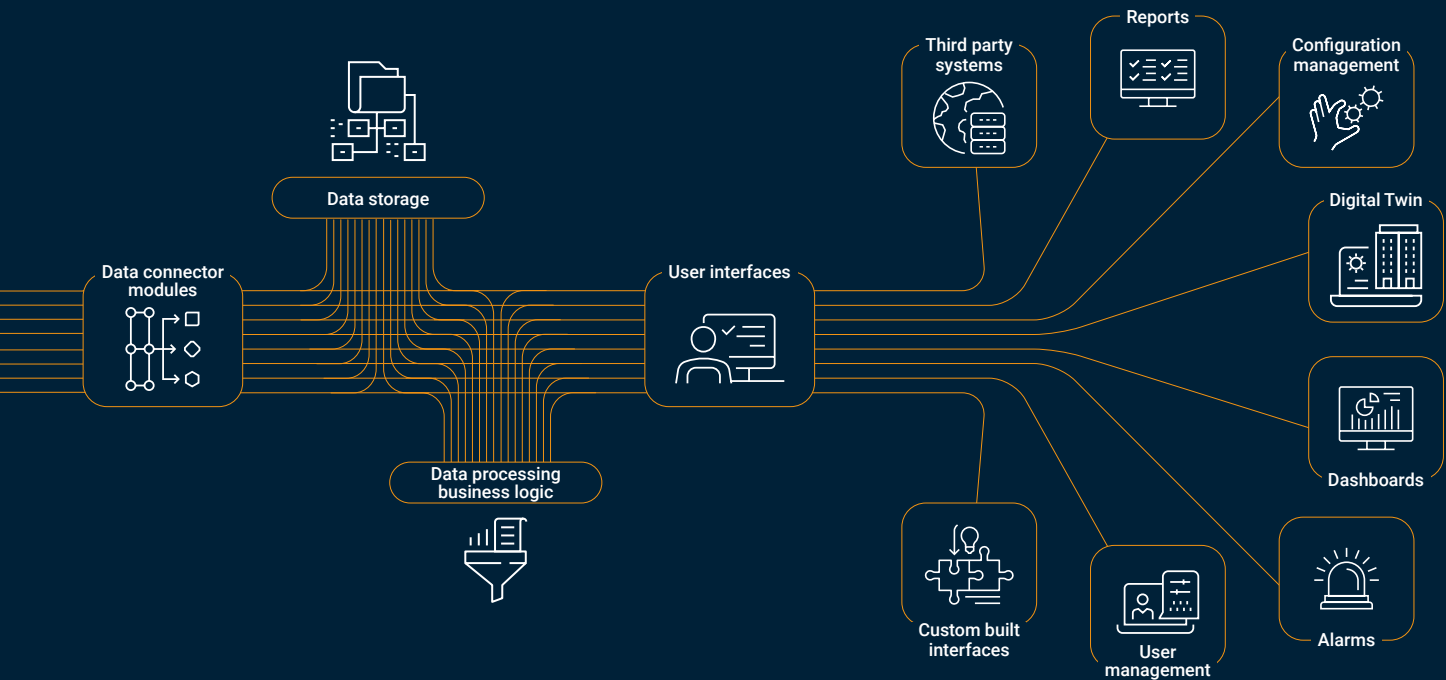 Data connector
modules
Data storage
Data processing
business logic
User interfaces
Third party
systems
Reports
Configuration
management
Digital Twin
Dashboards
Alarms
User
management
Custom built
interfaces